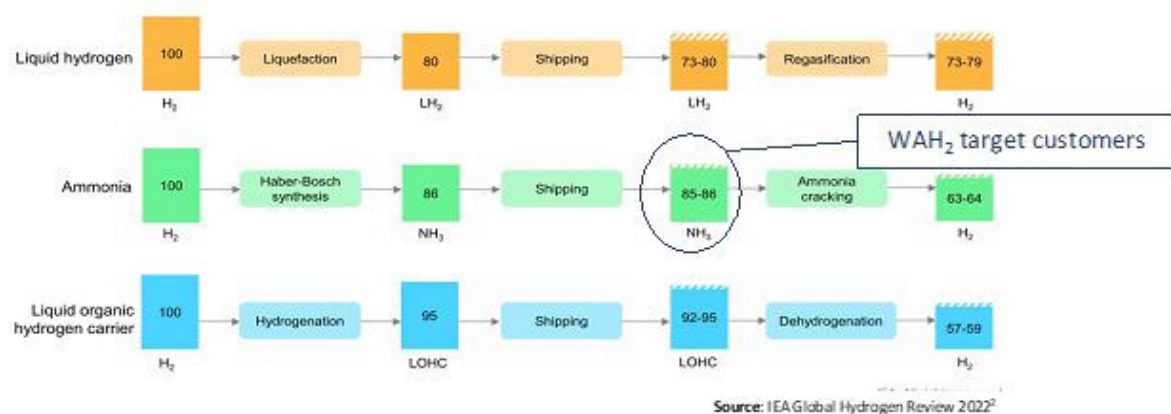 Liquid hydrogen
100
H₂
Liquefaction
80
LH₂
Shipping
73-80
LH₂
Regasification
73-79
H₂
WAH₂ target customers
Ammonia
100
H₂
Haber-Bosch
synthesis
86
NH₃
Shipping
85-86
NH₃
Ammonia
cracking
63-64
H₂
Liquid organic
hydrogen carrier
100
H₂
Hydrogenation
95
LOHC
Shipping
92-95
LOHC
Dehydrogenation
57-59
H₂
Source: IEA Global Hydrogen Review 2022²